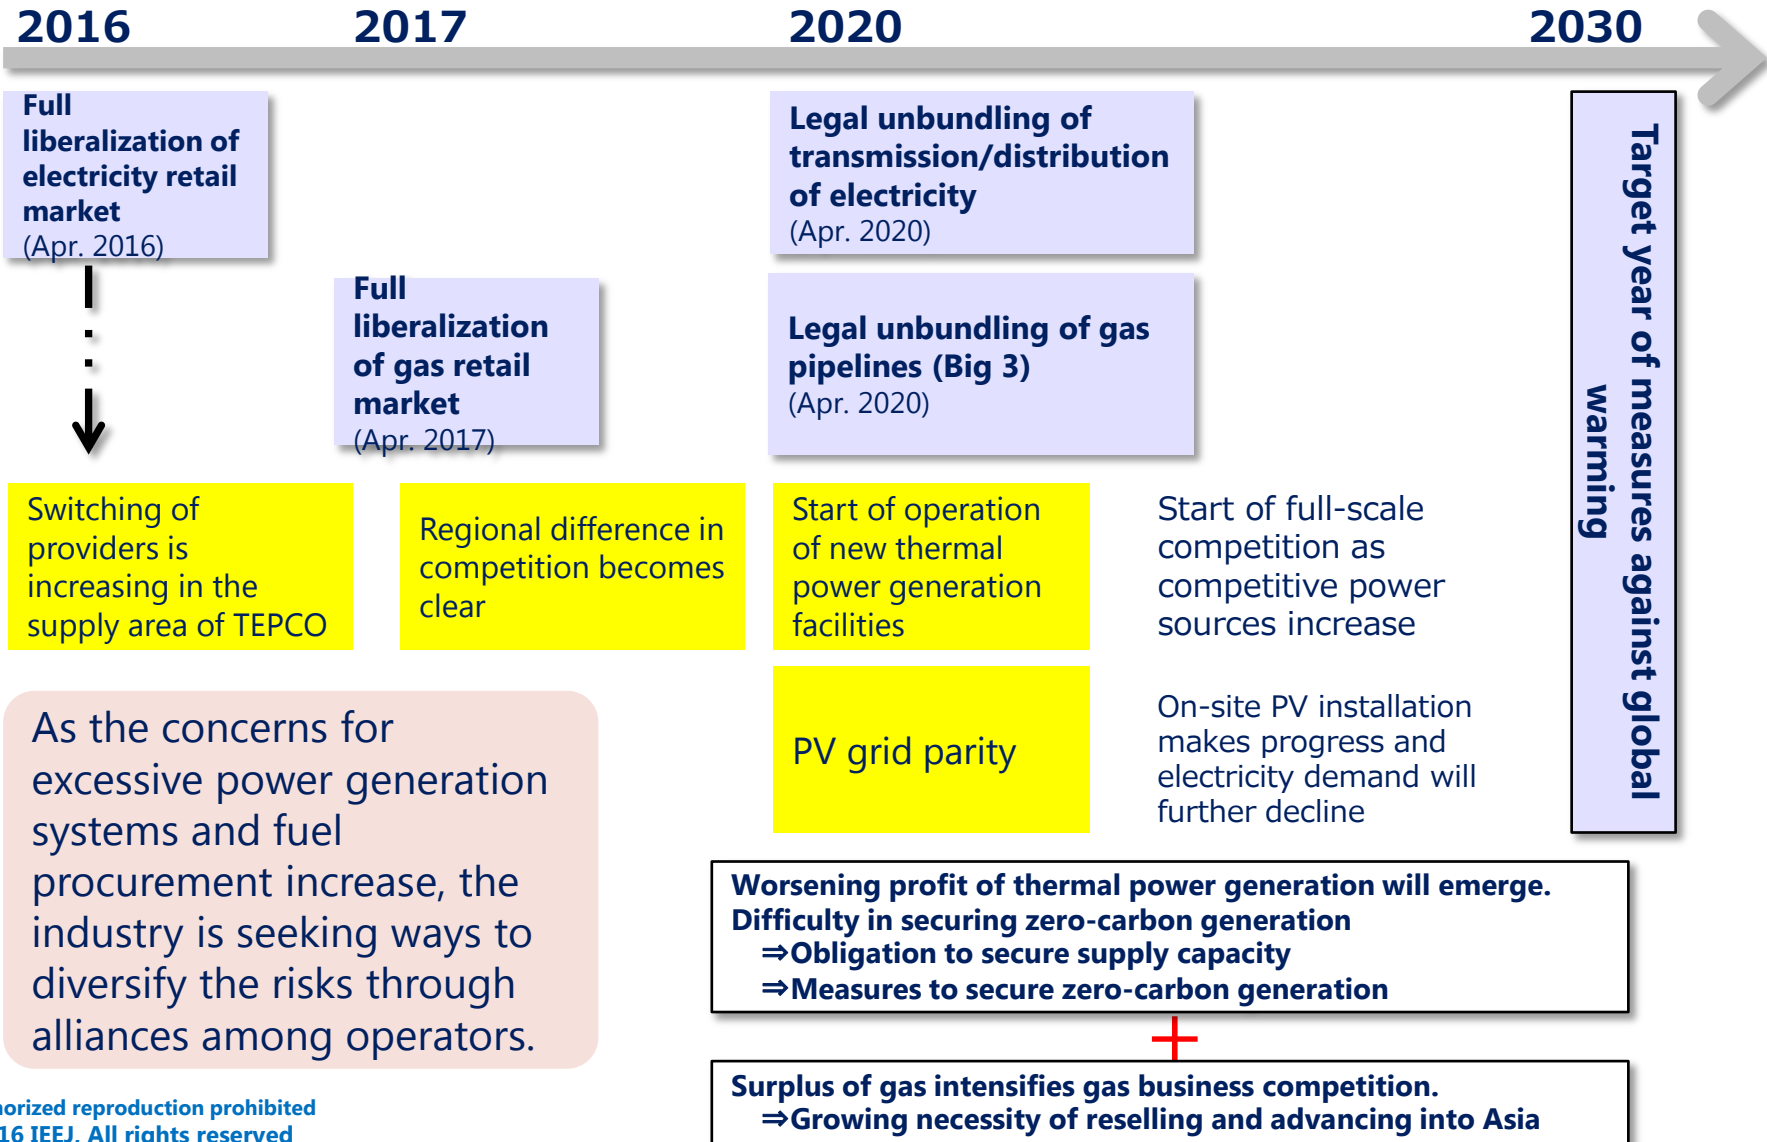 2016
2017
2020
2030
Full
liberalization of
electricity retail
market
(Apr. 2016)
Full
liberalization
of gas retail
market
(Apr. 2017)
Legal unbundling of
transmission/distribution
of electricity
(Apr. 2020)
Legal unbundling of gas
pipelines (Big 3)
(Apr. 2020)
Target year of measures against global
warming
Switching of
providers is
increasing in the
supply area of TEPCO
Regional difference in
competition becomes
clear
Start of operation
of new thermal
power generation
facilities
Start of full-scale
competition as
competitive power
sources increase
PV grid parity
On-site PV installation
makes progress and
electricity demand will
further decline
As the concerns for
excessive power generation
systems and fuel
procurement increase, the
industry is seeking ways to
diversify the risks through
alliances among operators.
Worsening profit of thermal power generation will emerge.
Difficulty in securing zero-carbon generation
⇒Obligation to secure supply capacity
⇒Measures to secure zero-carbon generation
+
Surplus of gas intensifies gas business competition.
⇒Growing necessity of reselling and advancing into Asia
orized reproduction prohibited
16 IEEJ, All rights reserved